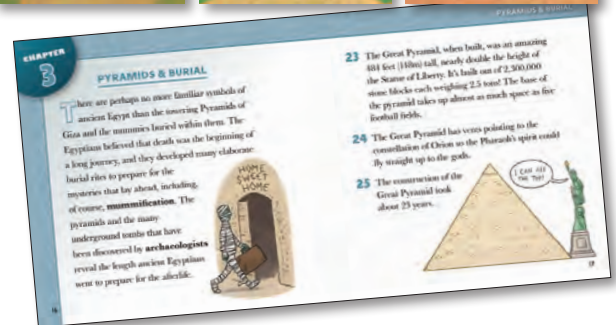 CHAPTER
3
PYRAMIDS & BURIAL
There are perhaps no more familiar symbols of
ancient Egypt than the towering Pyramids of
Giza and the mummies buried within them. The
Egyptians believed that death was the beginning of
a long journey, and they developed many elaborate
burial rites to prepare for the
mysteries that lay ahead, including,
of course, mummification. The
pyramids and the many
underground tombs that have
been discovered by archaeologists
reveal the length ancient Egyptians
went to prepare for the afterlife.
HOME
SWEET
HOME
PYRAMIDS & BURIAL
23 The Great Pyramid, when built, was an amazing
481 feet (148m) tall, nearly double the height of
the Statue of Liberty. It's built out of 2,300,000
stone blocks each weighing 2.5 tons! The base of
the pyramid takes up almost as much space as five
football fields.
24 The Great Pyramid has vents pointing to the
constellation of Orion so the Pharaoh's spirit could
fly straight up to the gods.
25 The construction of the
Great Pyramid took
about 23 years.
I CAN SEE
THE TOP!